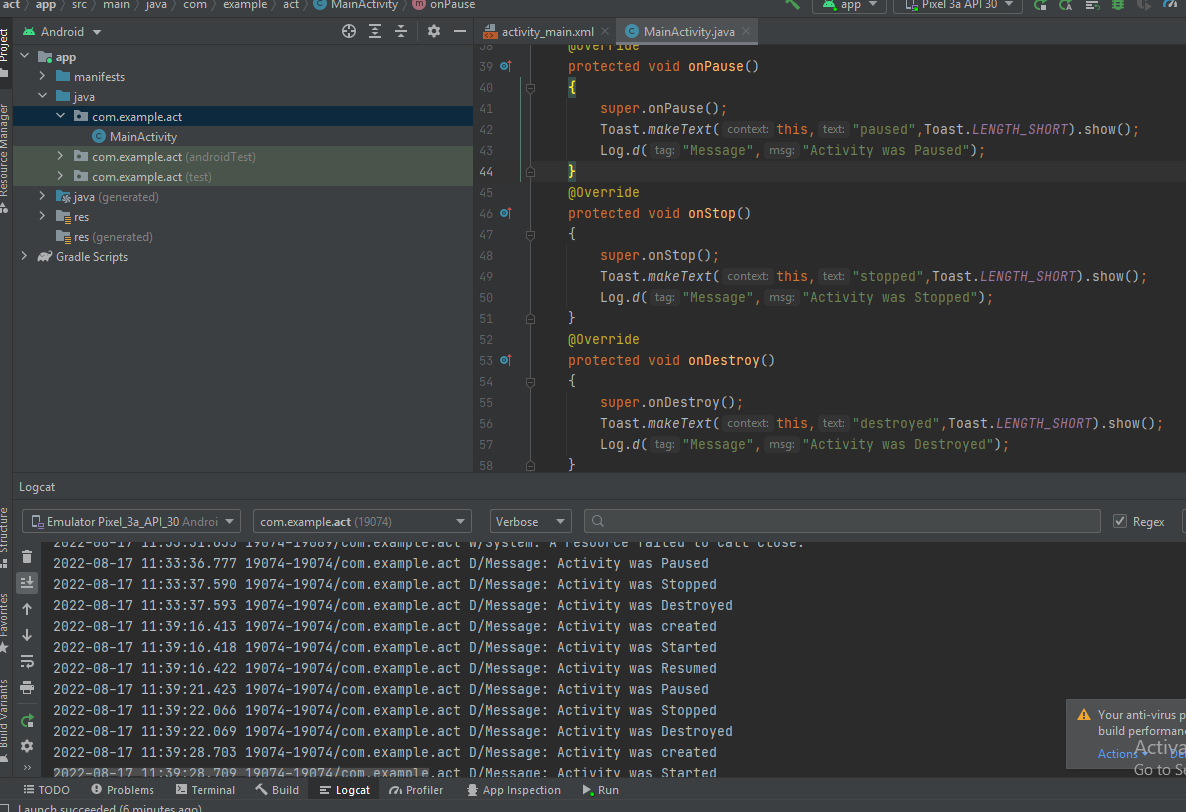 act app src main java com example act MainActivity onPause
app Pixel 3a API 30
Project
Android
activity_main.xml
MainActivity.java
app
manifests
java
com.example.act
MainActivity
com.example.act (androidTest)
com.example.act (test)
java (generated)
res
res (generated)
Gradle Scripts
Resource Manager
38 @Override
39 protected void onPause()
40 {
41 super.onPause();
42 Toast.makeText( context: this, text: "paused",Toast.LENGTH_SHORT).show();
43 Log.d( tag: "Message", msg: "Activity was Paused");
44 }
45 @Override
46 protected void onStop()
47 {
48 super.onStop();
49 Toast.makeText( context: this, text: "stopped",Toast.LENGTH_SHORT).show();
50 Log.d( tag: "Message", msg: "Activity was Stopped");
51 }
52 @Override
53 protected void onDestroy()
54 {
55 super.onDestroy();
56 Toast.makeText( context: this, text: "destroyed",Toast.LENGTH_SHORT).show();
57 Log.d( tag: "Message", msg: "Activity was Destroyed");
58 }
Logcat
Emulator Pixel_3a_API_30 Androi com.example.act (19074) Verbose Regex
Structure
Favorites
Build Variants
2022-08-17 11:33:31.635 19074-19089/com.example.act W/System: A resource failed to call close.
2022-08-17 11:33:36.777 19074-19074/com.example.act D/Message: Activity was Paused
2022-08-17 11:33:37.590 19074-19074/com.example.act D/Message: Activity was Stopped
2022-08-17 11:33:37.593 19074-19074/com.example.act D/Message: Activity was Destroyed
2022-08-17 11:39:16.413 19074-19074/com.example.act D/Message: Activity was created
2022-08-17 11:39:16.418 19074-19074/com.example.act D/Message: Activity was Started
2022-08-17 11:39:16.422 19074-19074/com.example.act D/Message: Activity was Resumed
2022-08-17 11:39:21.423 19074-19074/com.example.act D/Message: Activity was Paused
2022-08-17 11:39:22.066 19074-19074/com.example.act D/Message: Activity was Stopped
2022-08-17 11:39:22.069 19074-19074/com.example.act D/Message: Activity was Destroyed
2022-08-17 11:39:28.703 19074-19074/com.example.act D/Message: Activity was created
2022-08-17 11:39:28.709 19074-19074/com.example.act D/Message: Activity was Started
Your anti-virus p
build performanc
Actions
Activa
Go to Se
TODO Problems Terminal Build Logcat Profiler App Inspection Run
Launch succeeded (6 minutes ago)